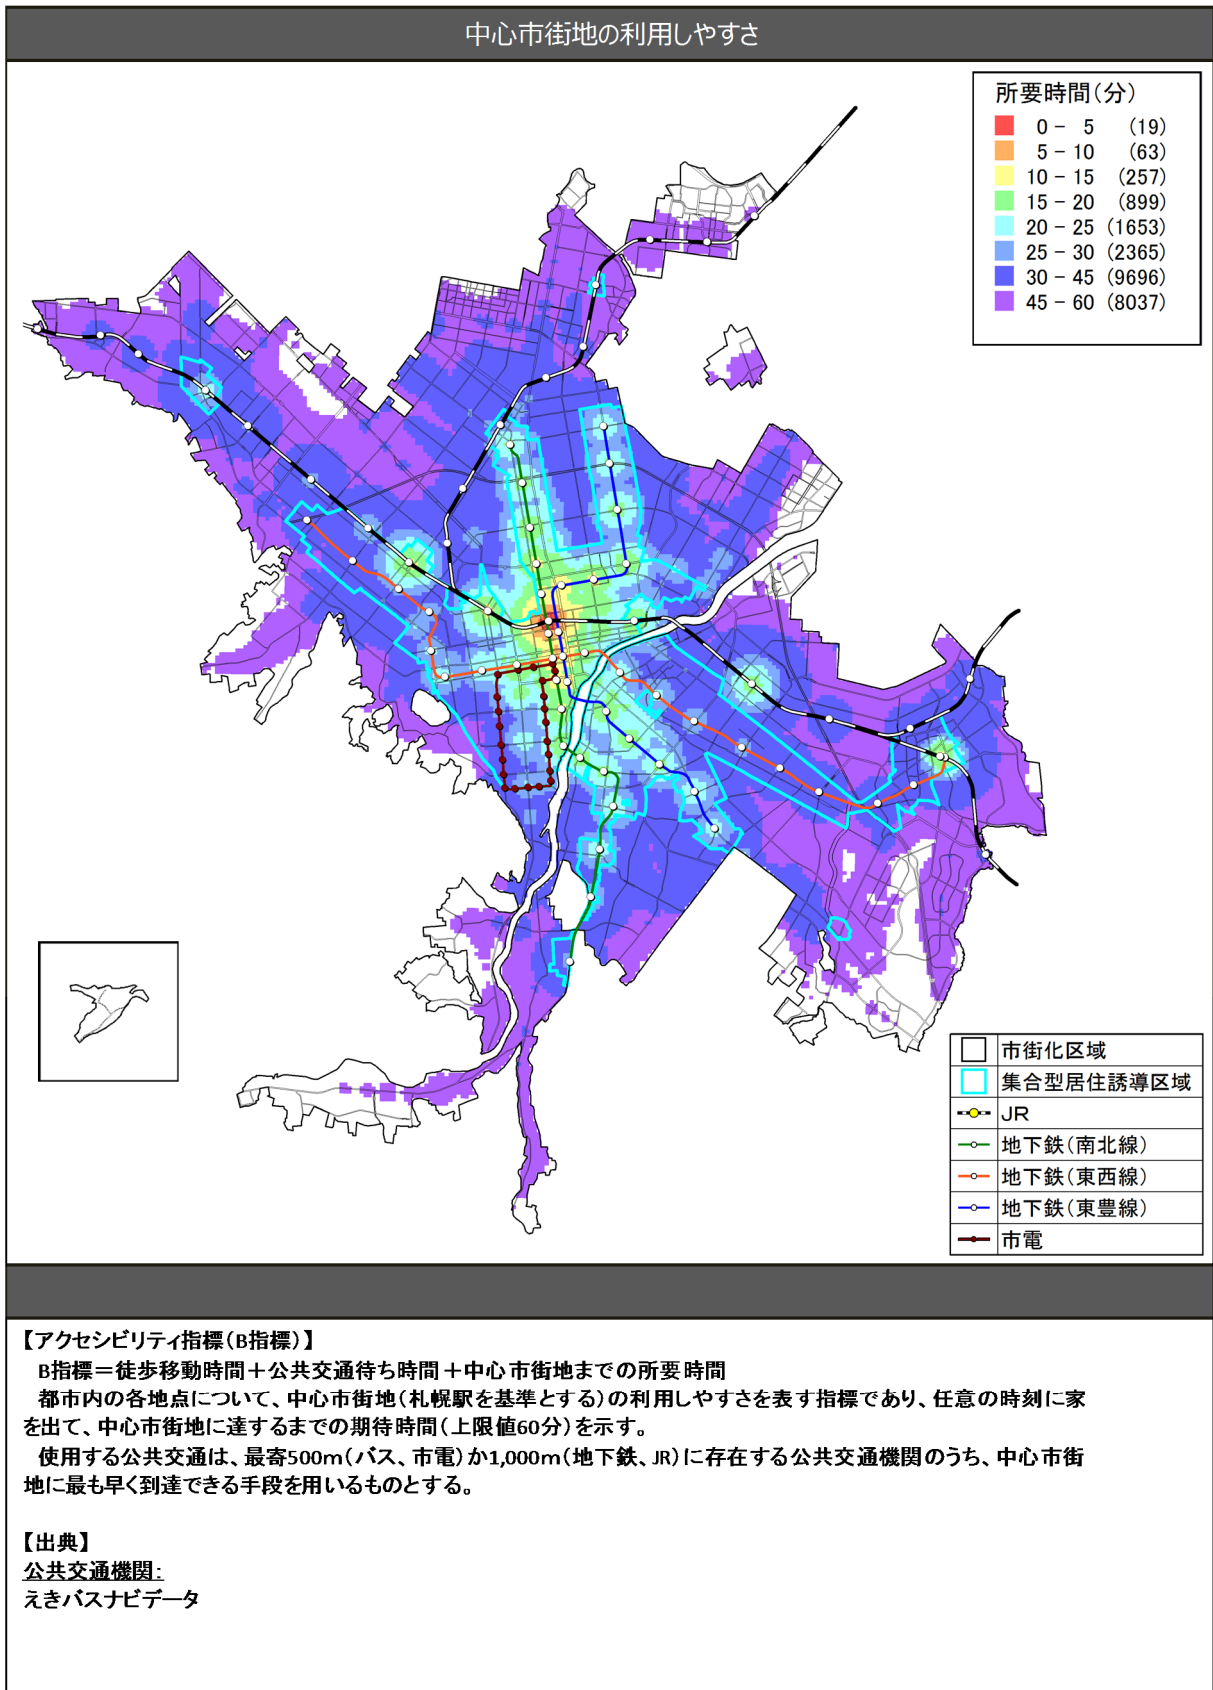 中心市街地の利用しやすさ
所要時間(分)
0 - 5 (19)
5 - 10 (63)
10 - 15 (257)
15 - 20 (899)
20 - 25 (1653)
25 - 30 (2365)
30 - 45 (9696)
45 - 60 (8037)
市街化区域
集合型居住誘導区域
JR
地下鉄(南北線)
地下鉄(東西線)
地下鉄(東豊線)
市電
【アクセシビリティ指標(B指標)】
B指標=徒歩移動時間+公共交通待ち時間+中心市街地までの所要時間
都市内の各地点について、中心市街地(札幌駅を基準とする)の利用しやすさを表す指標であり、任意の時刻に家
を出て、中心市街地に達するまでの期待時間(上限値60分)を示す。
使用する公共交通は、最寄500m(バス、市電)か1,000m(地下鉄、JR)に存在する公共交通機関のうち、中心市街
地に最も早く到達できる手段を用いるものとする。
【出典】
公共交通機関:
えきバスナビデータ